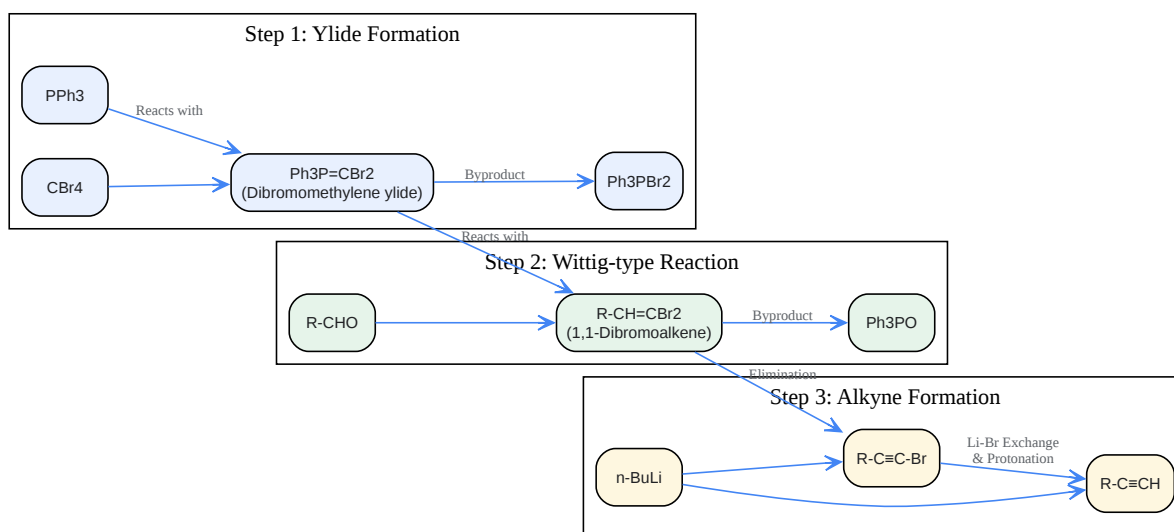 Step 1: Ylide Formation
PPh3
Reacts with
CBr4
Ph3P=CBr2
(Dibromomethylene ylide)
Byproduct
Ph3PBr2
Reacts with
Step 2: Wittig-type Reaction
R-CHO
R-CH=CBr2
(1,1-Dibromoalkene)
Byproduct
Ph3PO
Elimination
Step 3: Alkyne Formation
n-BuLi
R-C≡C-Br
Li-Br Exchange
& Protonation
R-C≡CH